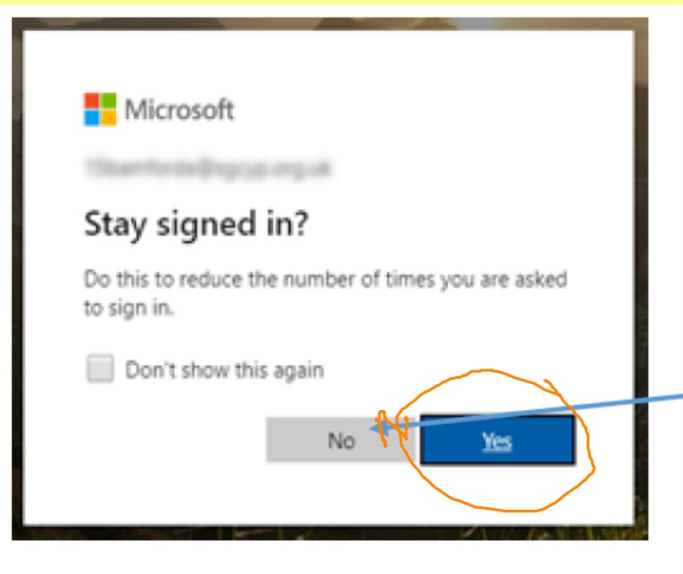 Microsoft
Stay signed in?
Do this to reduce the number of times you are asked
to sign in.
Don't show this again
No
Yes